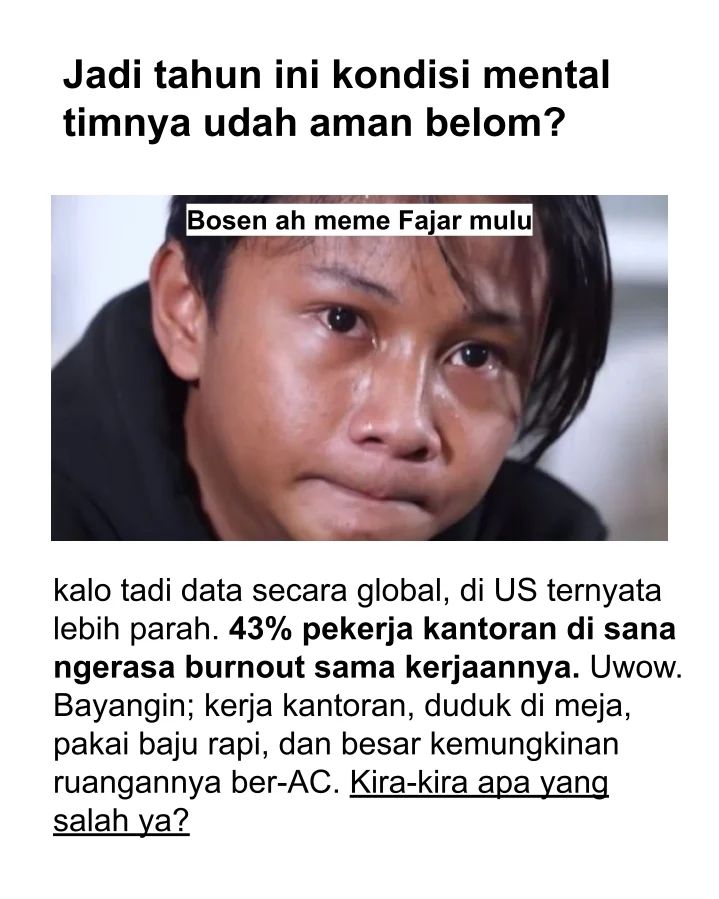 Jadi tahun ini kondisi mental
timnya udah aman belom?
Bosen ah meme Fajar mulu
kalo tadi data secara global, di US ternyata
lebih parah. 43% pekerja kantoran di sana
ngerasa burnout sama kerjaannya. Uwow.
Bayangin; kerja kantoran, duduk di meja,
pakai baju rapi, dan besar kemungkinan
ruangannya ber-AC. Kira-kira apa yang
salah ya?